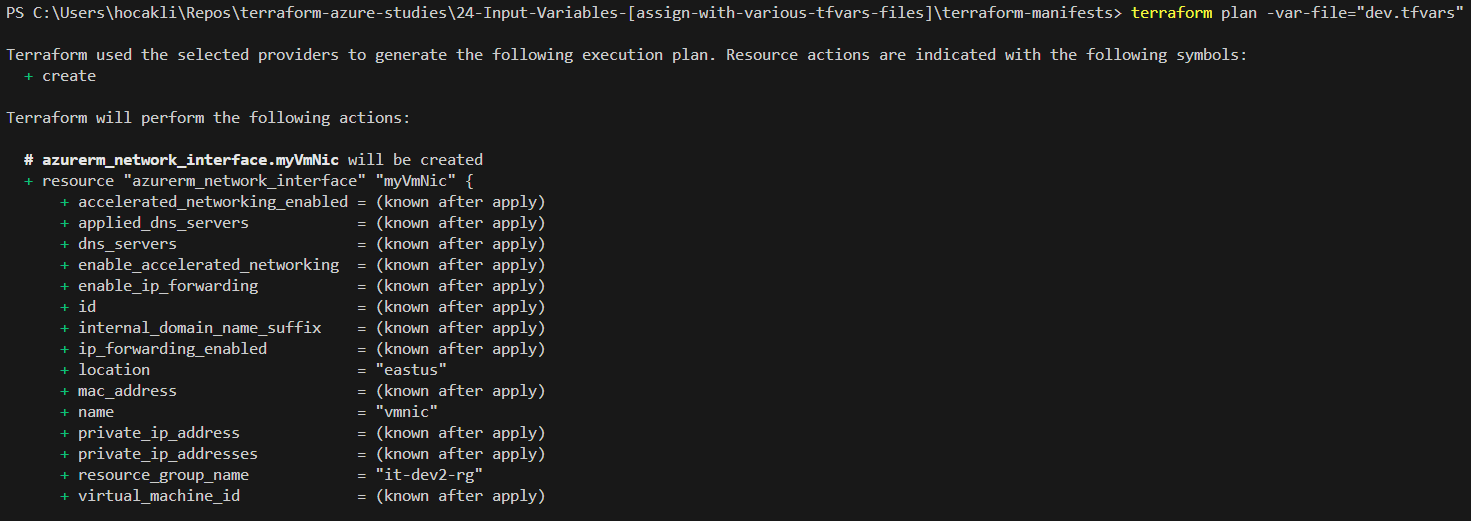 PS C:\Users\hocakli\Repos\terraform-azure-studies\24-Input-Variables-[assign-with-various-tfvars-files]\terraform-manifests> terraform plan -var-file="dev.tfvars"
Terraform used the selected providers to generate the following execution plan. Resource actions are indicated with the following symbols:
  + create
Terraform will perform the following actions:
  # azurerm_network_interface.myVmNic will be created
  + resource "azurerm_network_interface" "myVmNic" {
      + accelerated_networking_enabled = (known after apply)
      + applied_dns_servers            = (known after apply)
      + dns_servers                    = (known after apply)
      + enable_accelerated_networking  = (known after apply)
      + enable_ip_forwarding           = (known after apply)
      + id                             = (known after apply)
      + internal_domain_name_suffix    = (known after apply)
      + ip_forwarding_enabled          = (known after apply)
      + location                       = "eastus"
      + mac_address                    = (known after apply)
      + name                           = "vmnic"
      + private_ip_address             = (known after apply)
      + private_ip_addresses           = (known after apply)
      + resource_group_name            = "it-dev2-rg"
      + virtual_machine_id             = (known after apply)